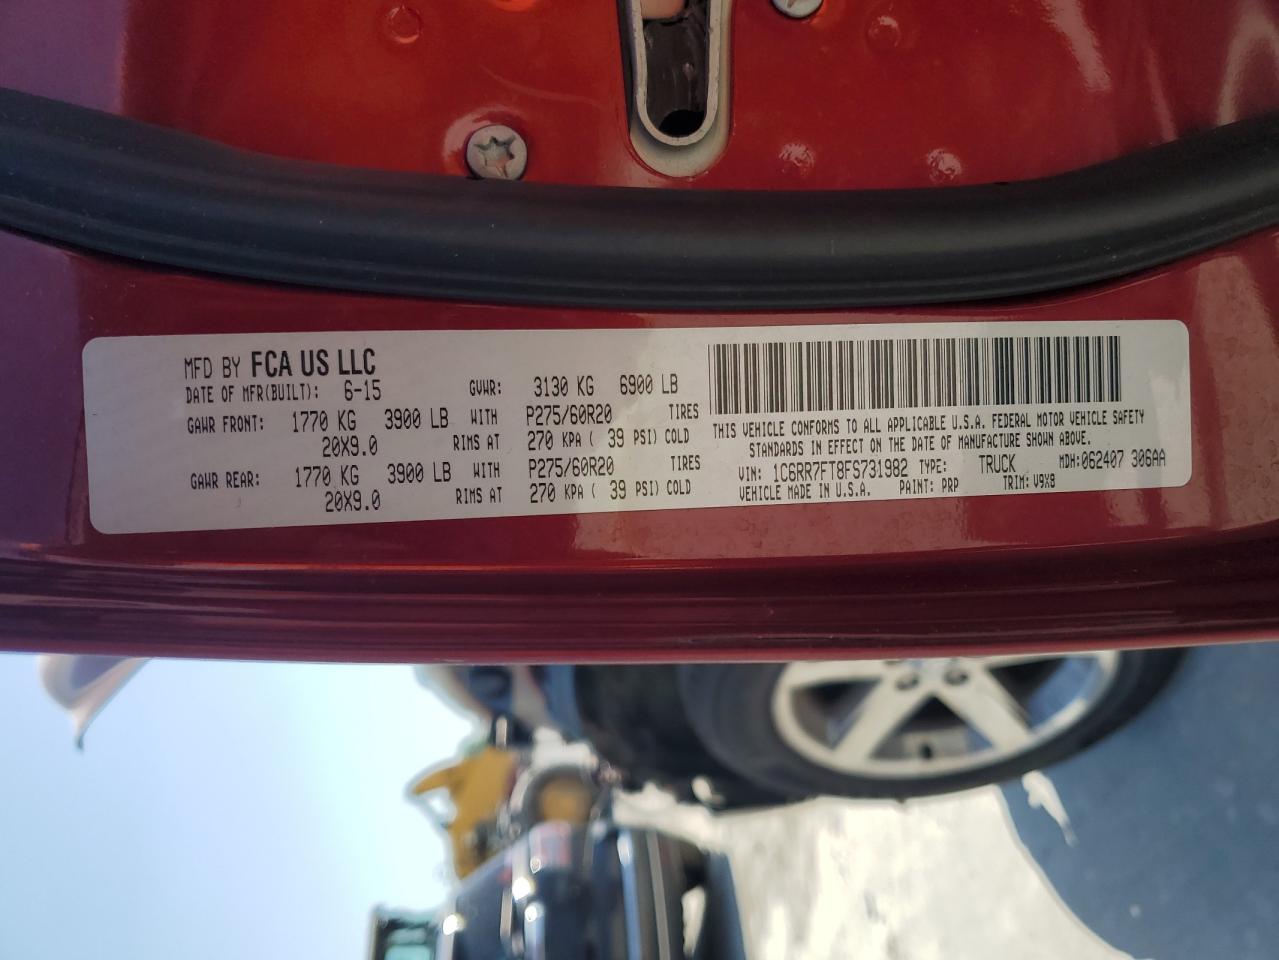 MFD BY FCA US LLC
DATE OF MFR(BUILT): 6-15 GVWR: 3130 KG 6900 LB
GAWR FRONT: 1770 KG 3900 LB WITH P275/60R20 TIRES
20X9.0 RIMS AT 270 KPA ( 39 PSI) COLD
GAWR REAR: 1770 KG 3900 LB WITH P275/60R20 TIRES
20X9.0 RIMS AT 270 KPA ( 39 PSI) COLD
THIS VEHICLE CONFORMS TO ALL APPLICABLE U.S.A. FEDERAL MOTOR VEHICLE SAFETY
STANDARDS IN EFFECT ON THE DATE OF MANUFACTURE SHOWN ABOVE.
VIN: 1C6RR7FT8FS731982 TYPE: TRUCK MDH:062407 306AA
VEHICLE MADE IN U.S.A. PAINT: PRP TRIM: V9X8